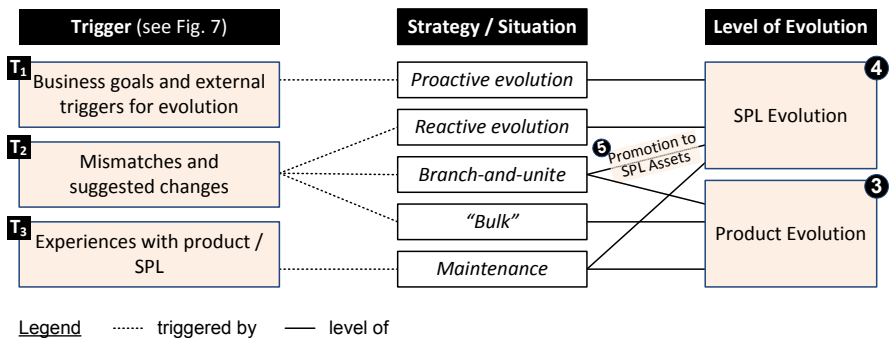 Trigger (see Fig. 7)
Strategy / Situation
Level of Evolution
T1
Business goals and external
triggers for evolution
T2
Mismatches and
suggested changes
T3
Experiences with product /
SPL
Proactive evolution
Reactive evolution
Branch-and-unite
“Bulk”
Maintenance
5
Promotion to
SPL Assets
4
SPL Evolution
3
Product Evolution
Legend
triggered by
level of